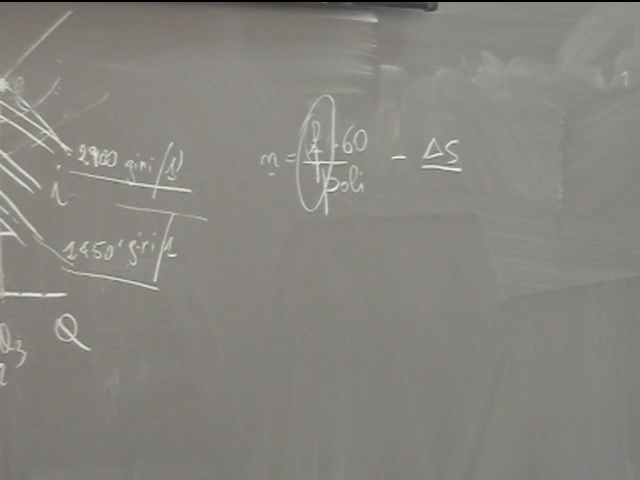 2900 giri/1'
n = f · 60 / poli - ΔS
i
1450 giri/1
Q